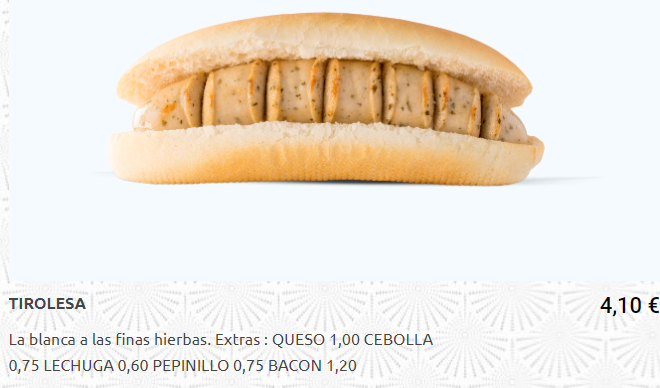 TIROLESA
4,10 €
La blanca a las finas hierbas. Extras : QUESO 1,00 CEBOLLA
0,75 LECHUGA 0,60 PEPINILLO 0,75 BACON 1,20